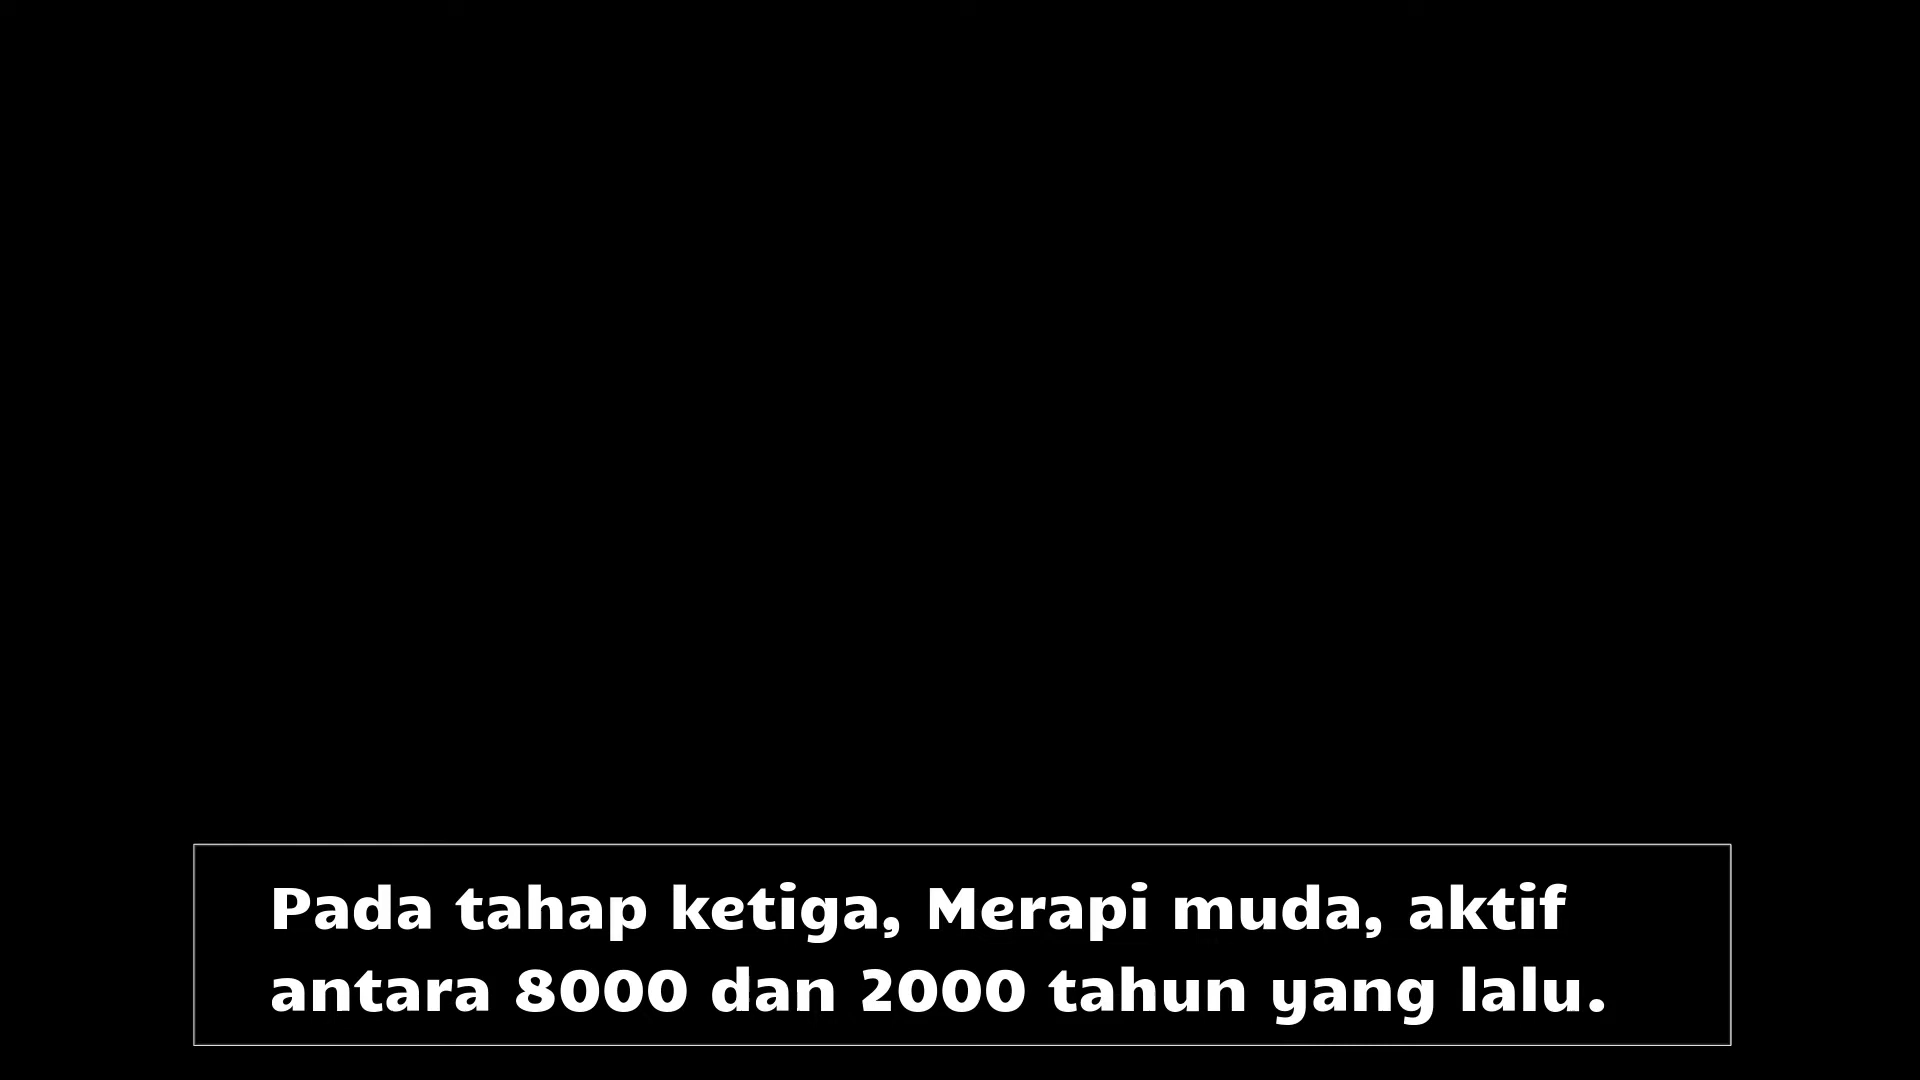 Pada tahap ketiga, Merapi muda, aktif
antara 8000 dan 2000 tahun yang lalu.